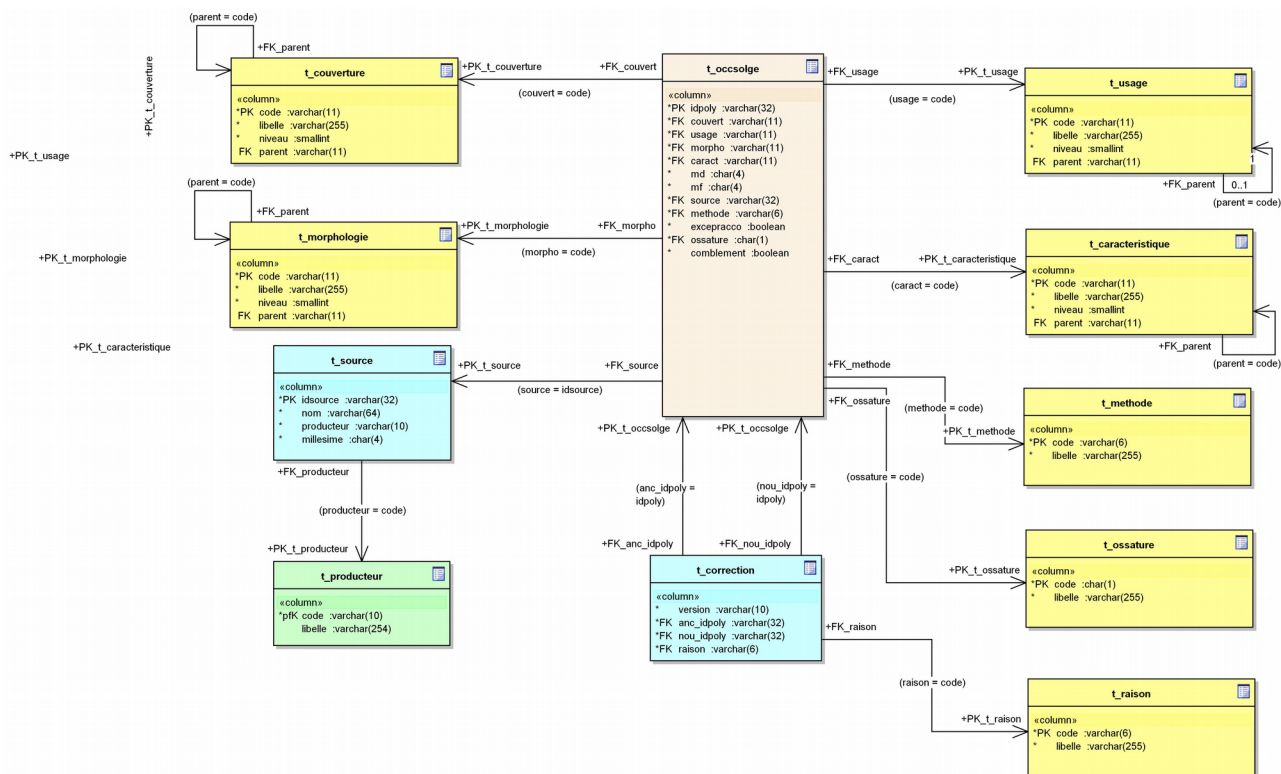 (parent = code)
+FK_parent
+PK_t_couverture
t_couverture
«column»
*PK code :varchar(11)
* libelle :varchar(255)
* niveau :smallint
FK parent :varchar(11)
+PK_t_couverture
+FK_couvert
(couvert = code)
t_occsolge
«column»
*PK idpoly :varchar(32)
*FK couvert :varchar(11)
*FK usage :varchar(11)
*FK morpho :varchar(11)
*FK caract :varchar(11)
* md :char(4)
* mf :char(4)
*FK source :varchar(32)
*FK methode :varchar(6)
* excepracco :boolean
*FK ossature :char(1)
* comblement :boolean
+FK_usage
+PK_t_usage
(usage = code)
t_usage
«column»
*PK code :varchar(11)
* libelle :varchar(255)
* niveau :smallint
FK parent :varchar(11)
1
+FK_parent
0..1
(parent = code)
+PK_t_usage
(parent = code)
+FK_parent
t_morphologie
«column»
*PK code :varchar(11)
* libelle :varchar(255)
* niveau :smallint
FK parent :varchar(11)
+PK_t_morphologie
+FK_morpho
(morpho = code)
+PK_t_morphologie
+FK_caract
+PK_t_caracteristique
(caract = code)
t_caracteristique
«column»
*PK code :varchar(11)
* libelle :varchar(255)
* niveau :smallint
FK parent :varchar(11)
+FK_parent
(parent = code)
+PK_t_caracteristique
t_source
«column»
*PK idsource :varchar(32)
* nom :varchar(64)
* producteur :varchar(10)
* millesime :char(4)
+PK_t_source
+FK_source
(source = idsource)
+FK_methode
(methode = code)
+PK_t_methode
t_methode
«column»
*PK code :varchar(6)
* libelle :varchar(255)
+FK_ossature
(ossature = code)
+PK_t_ossature
t_ossature
«column»
*PK code :char(1)
* libelle :varchar(255)
+FK_producteur
(producteur = code)
+PK_t_producteur
t_producteur
«column»
*pfK code :varchar(10)
libelle :varchar(254)
+PK_t_occsolge
+PK_t_occsolge
(anc_idpoly =
idpoly)
(nou_idpoly =
idpoly)
+FK_anc_idpoly
+FK_nou_idpoly
t_correction
«column»
* version :varchar(10)
*FK anc_idpoly :varchar(32)
*FK nou_idpoly :varchar(32)
*FK raison :varchar(6)
+FK_raison
(raison = code)
+PK_t_raison
t_raison
«column»
*PK code :varchar(6)
* libelle :varchar(255)